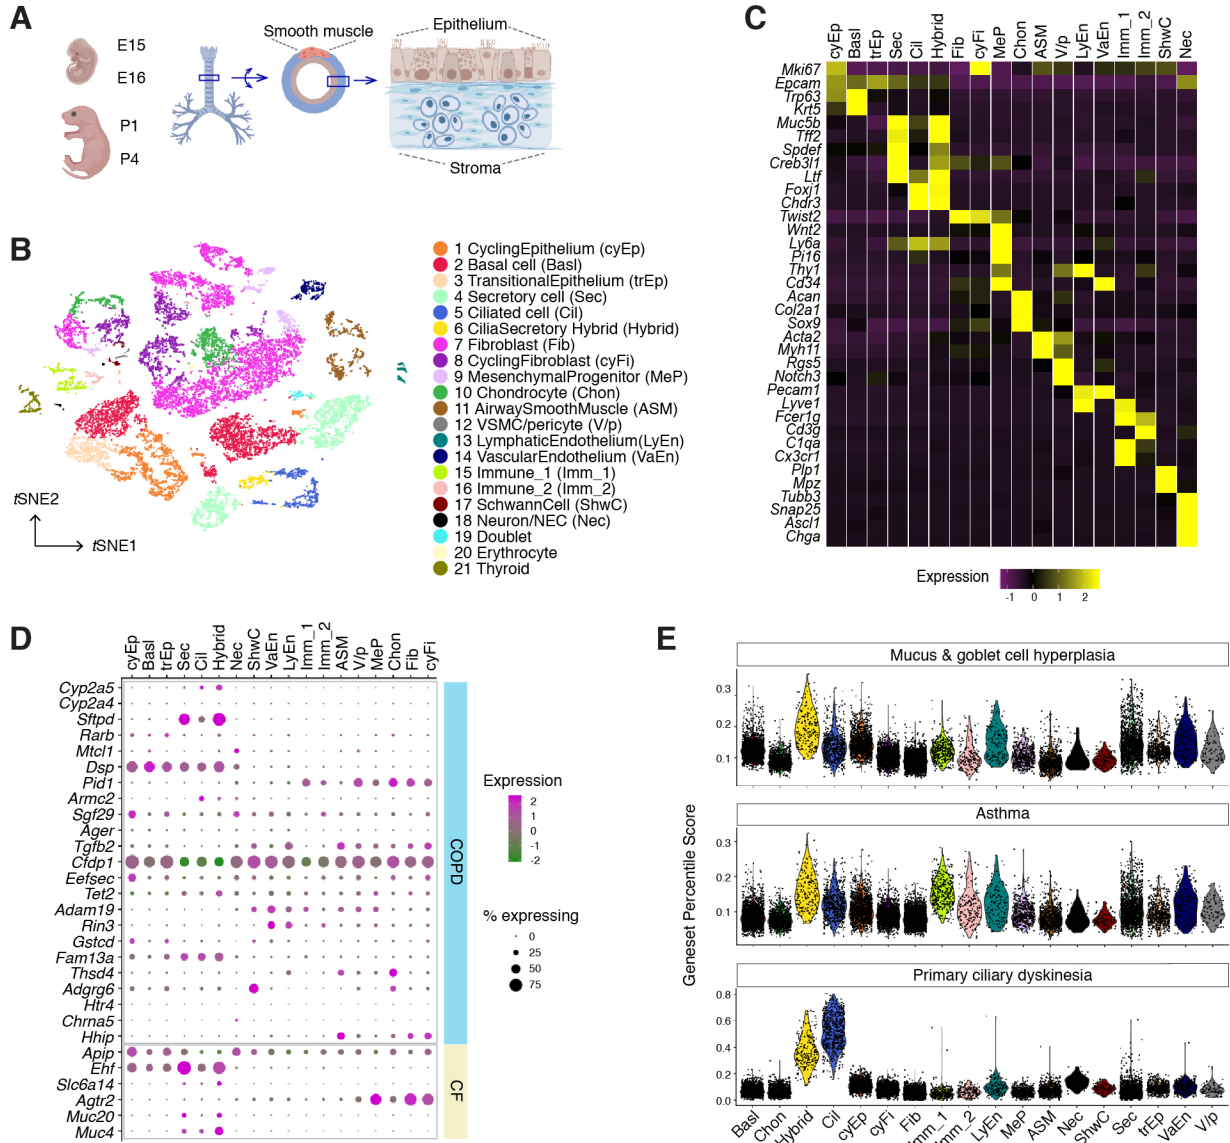 A
E15
E16
P1
P4
Smooth muscle
Epithelium
Stroma
B
tSNE2
tSNE1
1 CyclingEpithelium (cyEp)
2 Basal cell (Basl)
3 TransitionalEpithelium (trEp)
4 Secretory cell (Sec)
5 Ciliated cell (Cil)
6 CiliaSecretory Hybrid (Hybrid)
7 Fibroblast (Fib)
8 CyclingFibroblast (cyFi)
9 MesenchymalProgenitor (MeP)
10 Chondrocyte (Chon)
11 AirwaySmoothMuscle (ASM)
12 VSMC/pericyte (V/p)
13 LymphaticEndothelium(LyEn)
14 VascularEndothelium (VaEn)
15 Immune_1 (Imm_1)
16 Immune_2 (Imm_2)
17 SchwannCell (ShwC)
18 Neuron/NEC (Nec)
19 Doublet
20 Erythrocyte
21 Thyroid
C
cyEp Basl trEp Sec Cil Hybrid Fib cyFi MeP Chon ASM V/p LyEn VaEn Imm_1 Imm_2 ShwC Nec
Mki67
Epcam
Trp63
Krt5
Muc5b
Tff2
Spdef
Creb3l1
Ltf
Foxj1
Chdr3
Twist2
Wnt2
Ly6a
Pi16
Thy1
Cd34
Acan
Col2a1
Sox9
Acta2
Myh11
Rgs5
Notch3
Pecam1
Lyve1
Fcer1g
Cd3g
C1qa
Cx3cr1
Plp1
Mpz
Tubb3
Snap25
Ascl1
Chga
Expression
-1 0 1 2
D
cyEp Basl trEp Sec Cil Hybrid Nec ShwC VaEn LyEn Imm_1 Imm_2 ASM V/p MeP Chon Fib cyFi
Cyp2a5
Cyp2a4
Sftpd
Rarb
Mtcl1
Dsp
Pid1
Armc2
Sgf29
Ager
Tgfb2
Cfdp1
Eefsec
Tet2
Adam19
Rin3
Gstcd
Fam13a
Thsd4
Adgrg6
Htr4
Chrna5
Hhip
Apip
Ehf
Slc6a14
Agtr2
Muc20
Muc4
COPD
CF
Expression
2
1
0
-1
-2
% expressing
0
25
50
75
E
Geneset Percentile Score
Mucus & goblet cell hyperplasia
0.3
0.2
0.1
Asthma
0.3
0.2
0.1
Primary ciliary dyskinesia
0.8
0.6
0.4
0.2
0.0
Basl Chon Hybrid Cil cyEp cyFi Fib Imm_1 Imm_2 LyEn MeP ASM Nec ShwC Sec trEp VaEn V/p